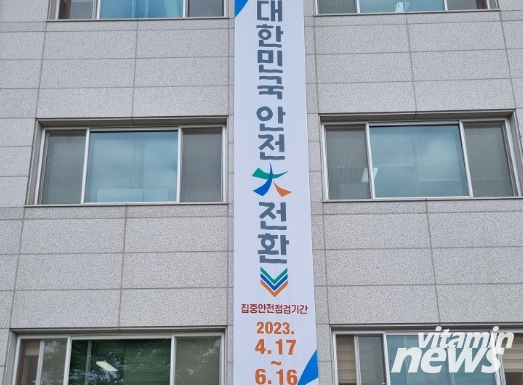 대한민국 안전 大 전환
집중안전점검기간
2023.
4.17
~
6.16
vitamin
news